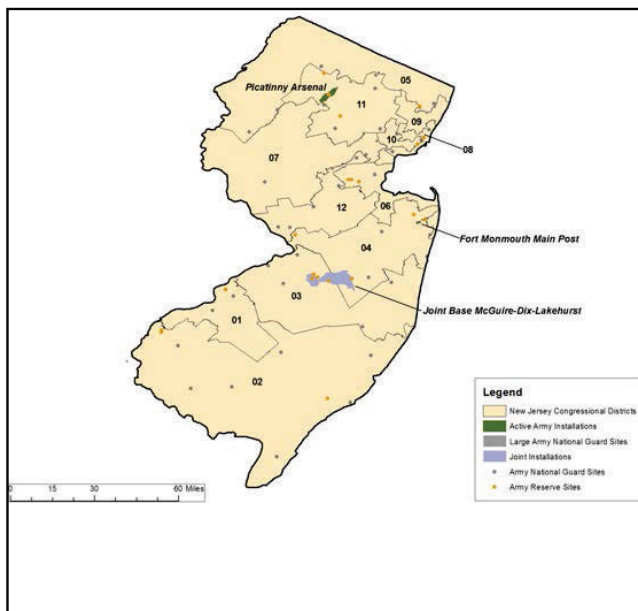 05
Picatinny Arsenal
11
09
10
08
07
12
06
Fort Monmouth Main Post
04
03
Joint Base McGuire-Dix-Lakehurst
01
02
Legend
New Jersey Congressional Districts
Active Army Installations
Large Army National Guard Sites
Joint Installations
Army National Guard Sites
Army Reserve Sites
0 15 30 60 Miles